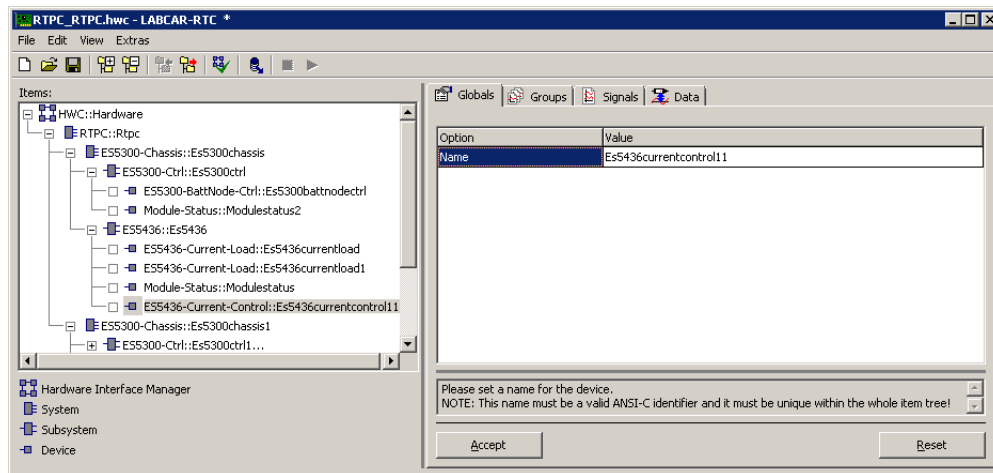 RTPC_RTPC.hwc - LABCAR-RTC *
File Edit View Extras
Items:
HWC::Hardware
RTPC::Rtpc
ES5300-Chassis::Es5300chassis
ES5300-Ctrl::Es5300ctrl
ES5300-BattNode-Ctrl::Es5300battnodectrl
Module-Status::Modulestatus2
ES5436::Es5436
ES5436-Current-Load::Es5436currentload
ES5436-Current-Load::Es5436currentload1
Module-Status::Modulestatus
ES5436-Current-Control::Es5436currentcontrol11
ES5300-Chassis::Es5300chassis1
ES5300-Ctrl::Es5300ctrl1...
Hardware Interface Manager
System
Subsystem
Device
Globals Groups Signals Data
Option Value
Name Es5436currentcontrol11
Please set a name for the device.
NOTE: This name must be a valid ANSI-C identifier and it must be unique within the whole item tree!
Accept Reset